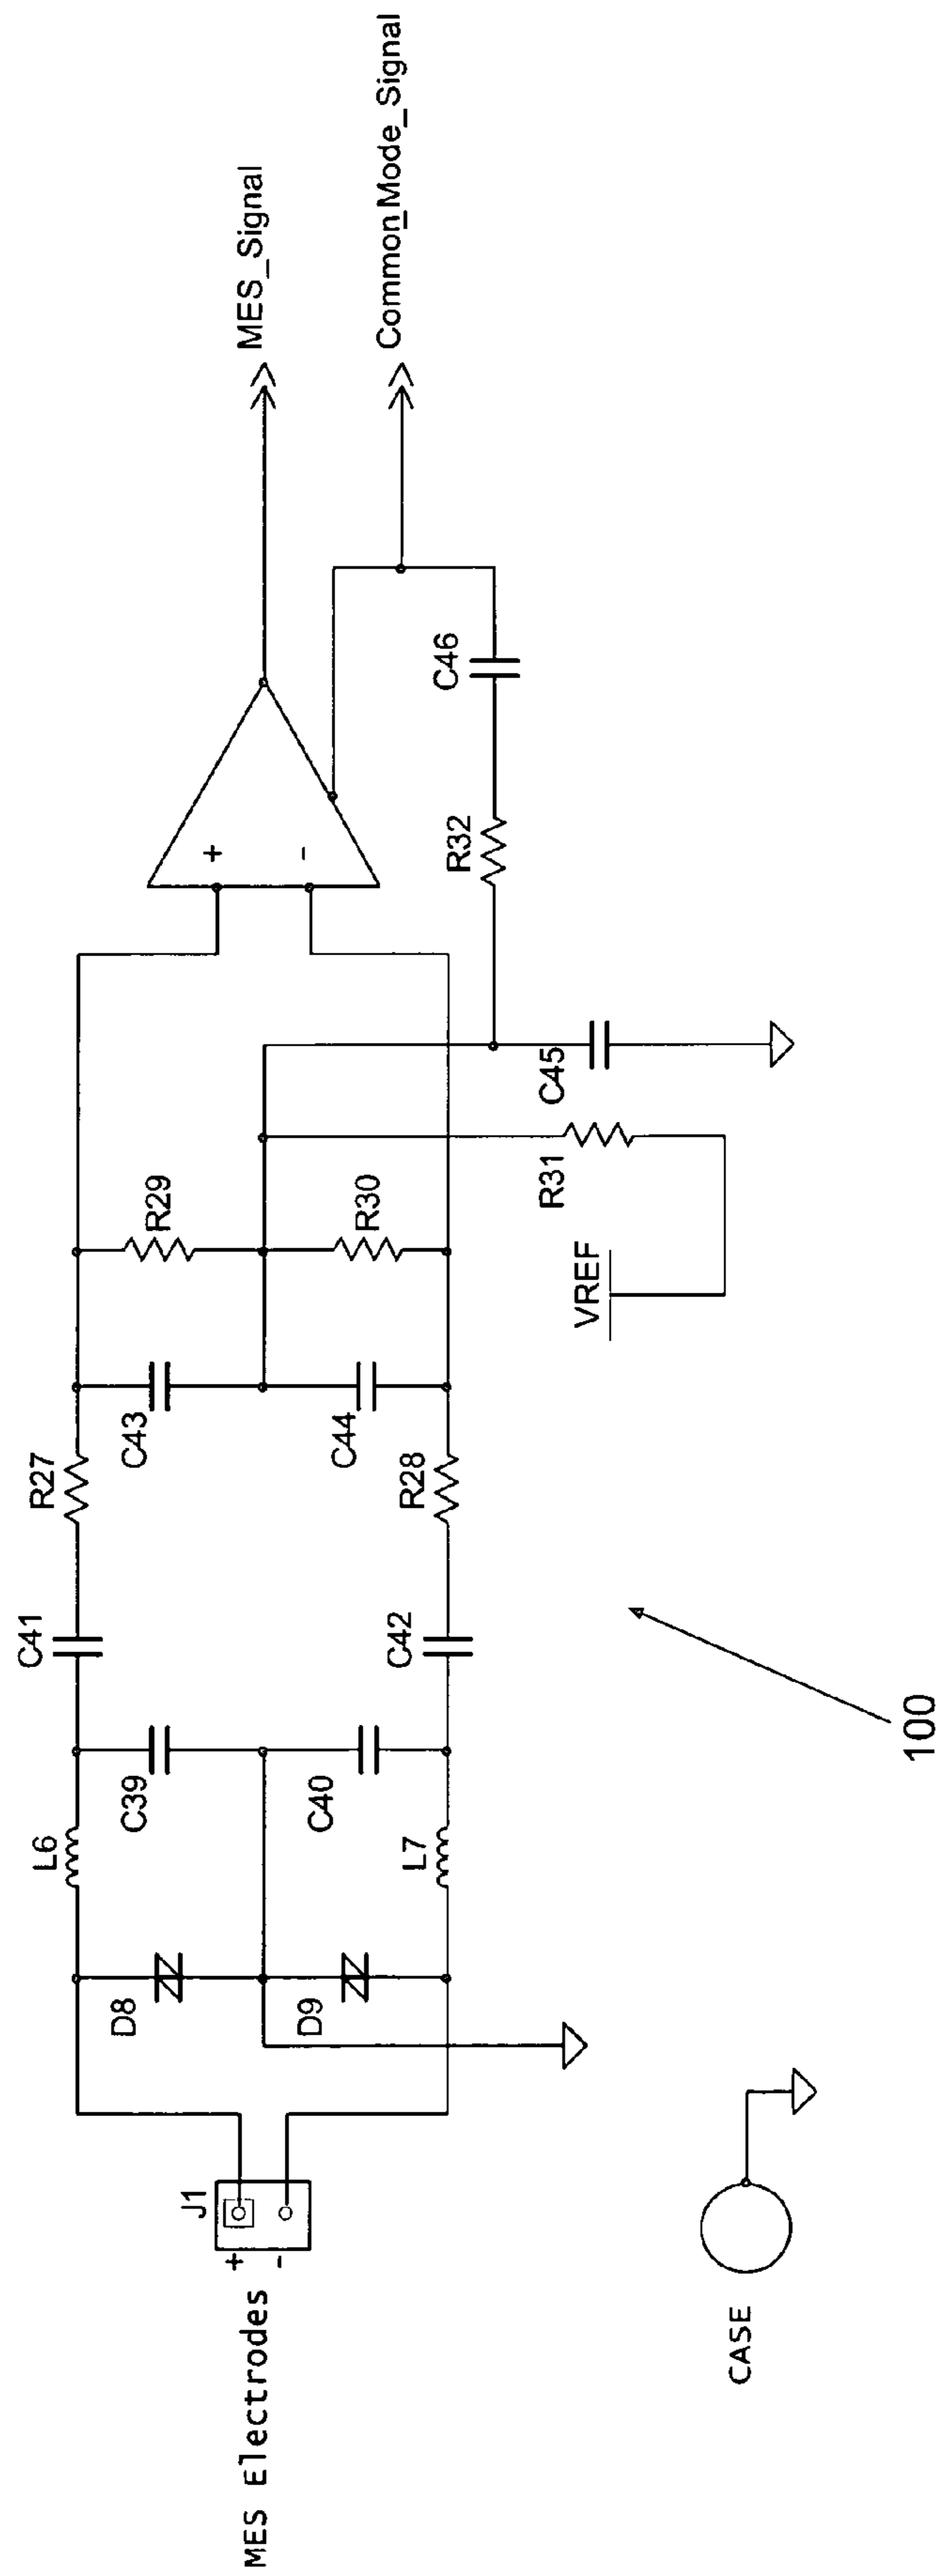 MES_Signal
Common_Mode_Signal
C46
R32
+
-
C45
R31
VREF
R29
R30
C43
C44
R27
R28
C41
C42
C39
C40
L6
L7
D8
D9
J1
+
-
MES Electrodes
CASE
100